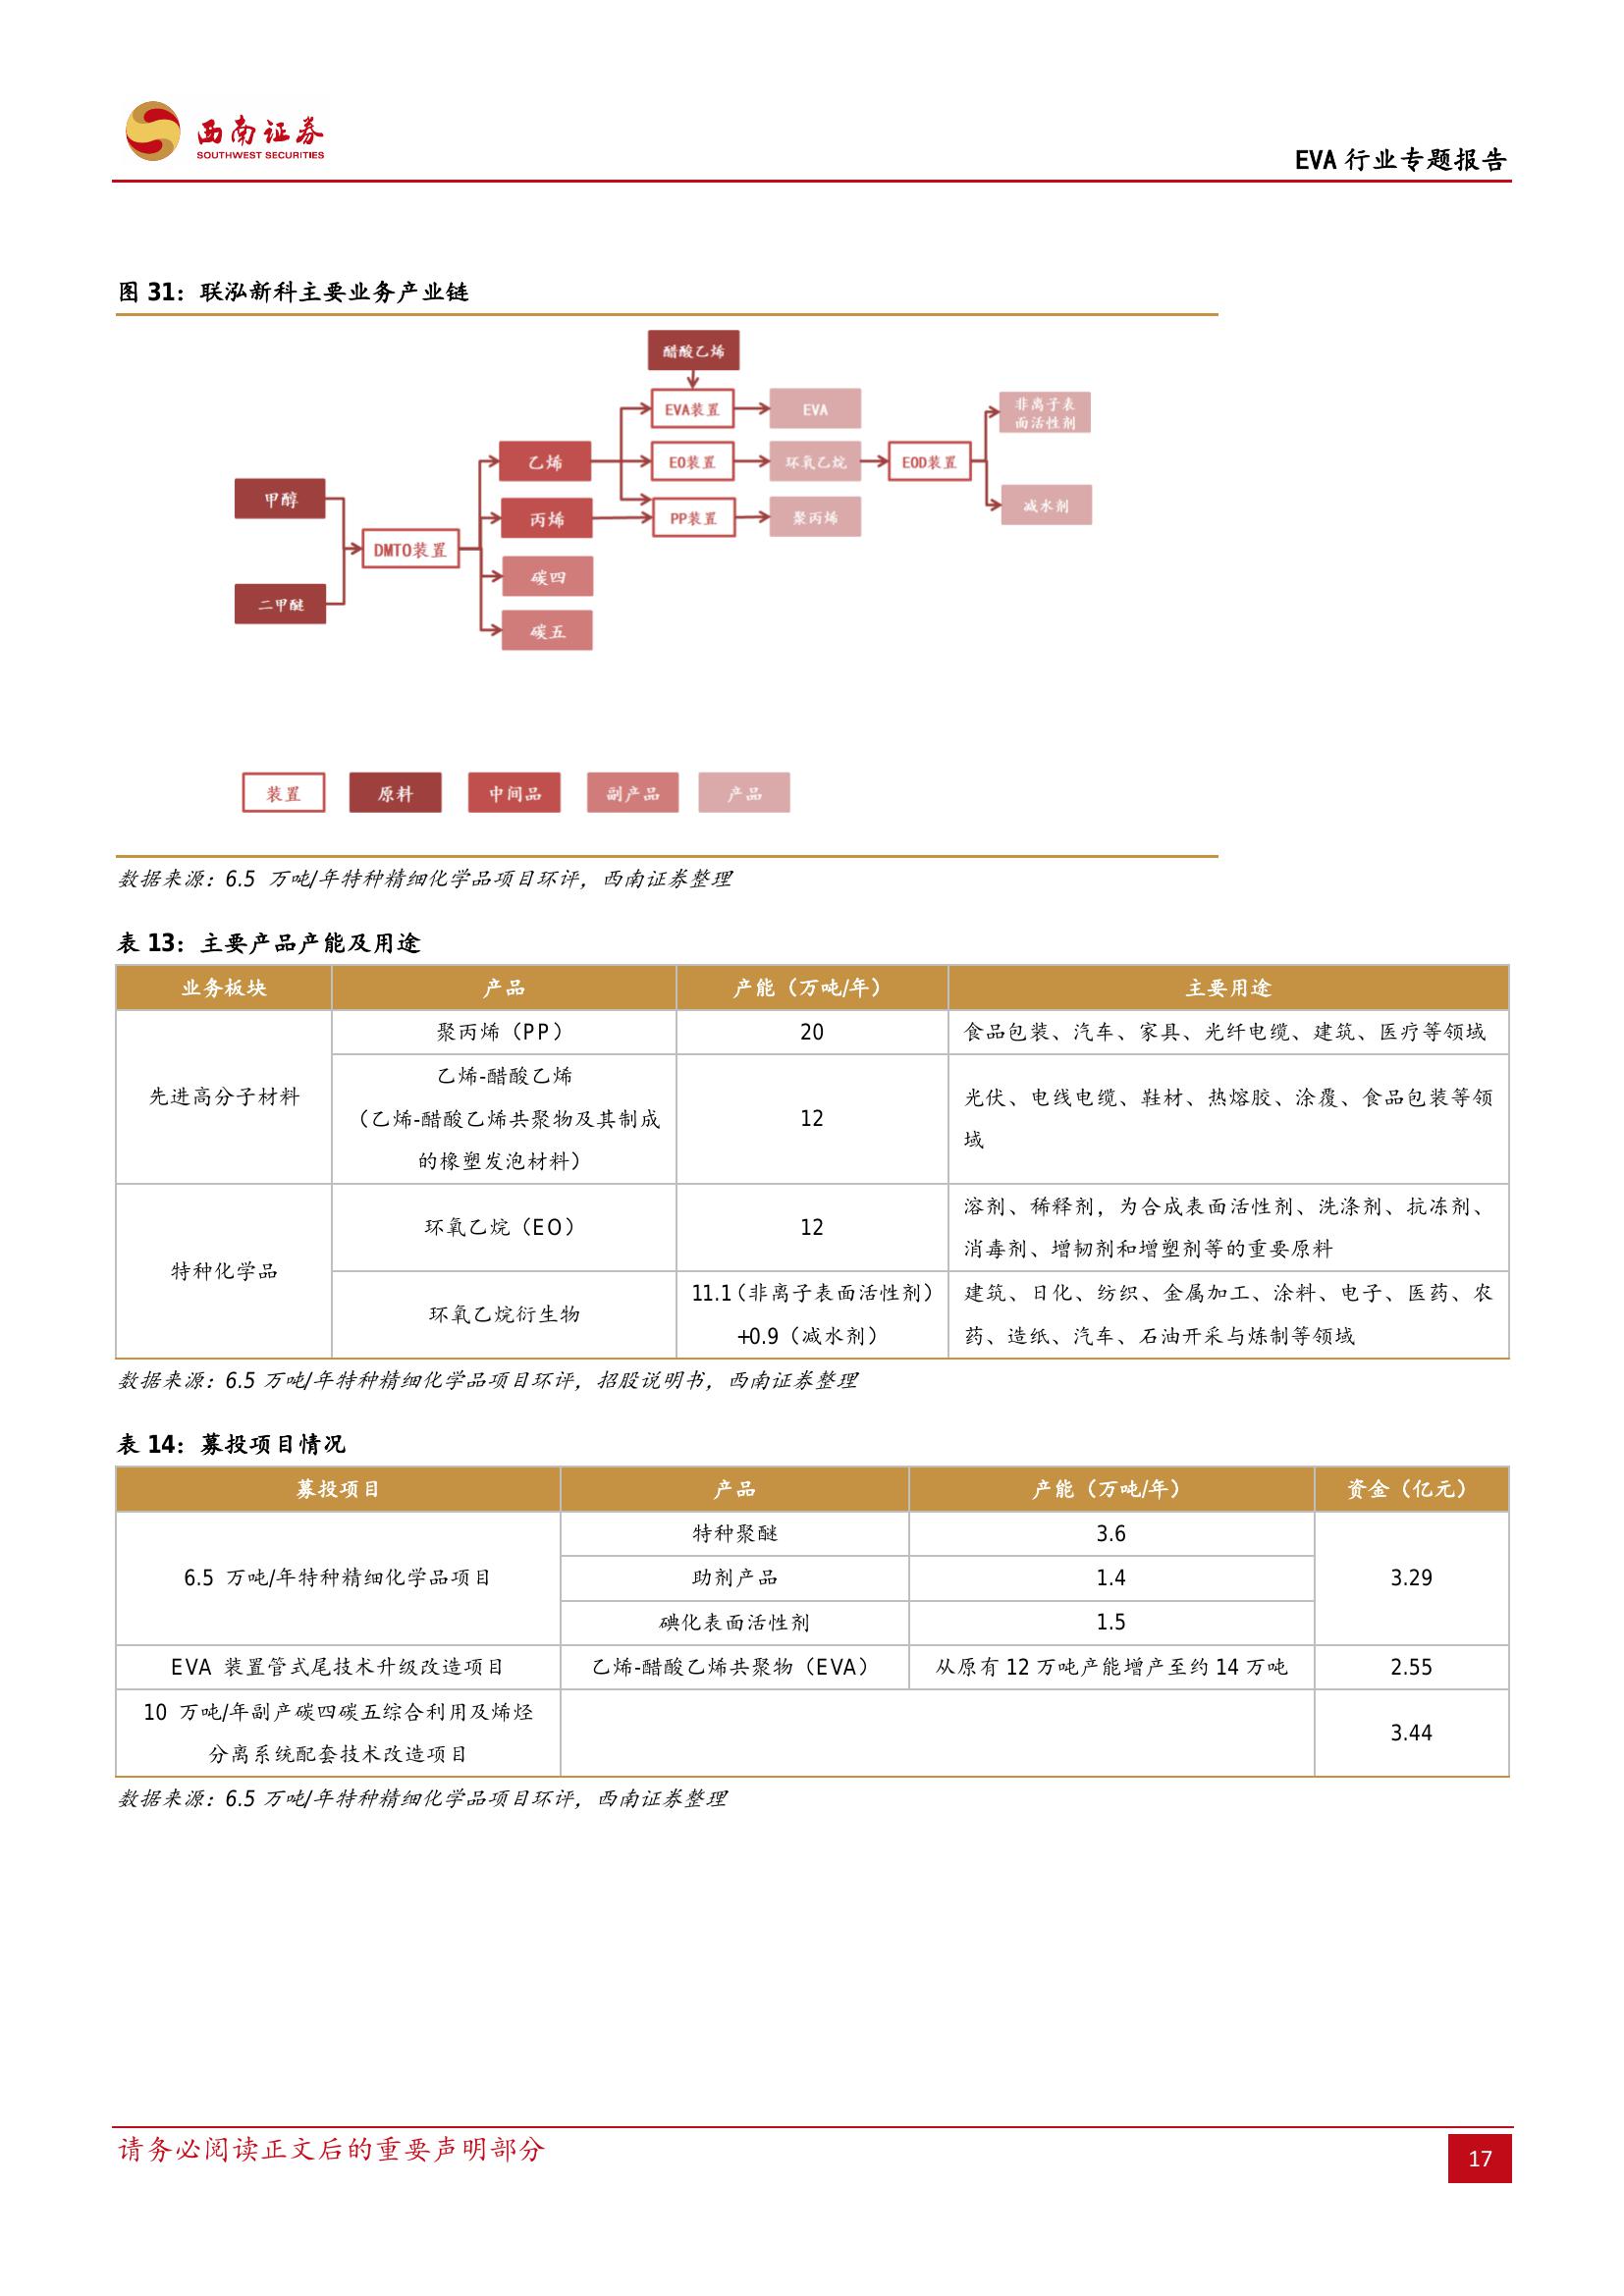 西南证券
SOUTHWEST SECURITIES
EVA 行业专题报告
图 31：联泓新科主要业务产业链
醋酸乙烯
EVA装置
EVA
非离子表
面活性剂
乙烯
EO装置
环氧乙烷
EOD装置
甲醇
丙烯
PP装置
聚丙烯
减水剂
DMTO装置
碳四
二甲醚
碳五
装置
原料
中间品
副产品
产品
数据来源：6.5 万吨/年特种精细化学品项目环评，西南证券整理
表 13：主要产品产能及用途
业务板块
产品
产能（万吨/年）
主要用途
先进高分子材料
聚丙烯（PP）
20
食品包装、汽车、家具、光纤电缆、建筑、医疗等领域
乙烯-醋酸乙烯
（乙烯-醋酸乙烯共聚物及其制成
的橡塑发泡材料）
12
光伏、电线电缆、鞋材、热熔胶、涂覆、食品包装等领
域
特种化学品
环氧乙烷（EO）
12
溶剂、稀释剂，为合成表面活性剂、洗涤剂、抗冻剂、
消毒剂、增韧剂和增塑剂等的重要原料
环氧乙烷衍生物
11.1（非离子表面活性剂）
+0.9（减水剂）
建筑、日化、纺织、金属加工、涂料、电子、医药、农
药、造纸、汽车、石油开采与炼制等领域
数据来源：6.5 万吨/年特种精细化学品项目环评，招股说明书，西南证券整理
表 14：募投项目情况
募投项目
产品
产能（万吨/年）
资金（亿元）
6.5 万吨/年特种精细化学品项目
特种聚醚
3.6
3.29
助剂产品
1.4
碘化表面活性剂
1.5
EVA 装置管式尾技术升级改造项目
乙烯-醋酸乙烯共聚物（EVA）
从原有 12 万吨产能增产至约 14 万吨
2.55
10 万吨/年副产碳四碳五综合利用及烯烃
分离系统配套技术改造项目
3.44
数据来源：6.5 万吨/年特种精细化学品项目环评，西南证券整理
请务必阅读正文后的重要声明部分
17